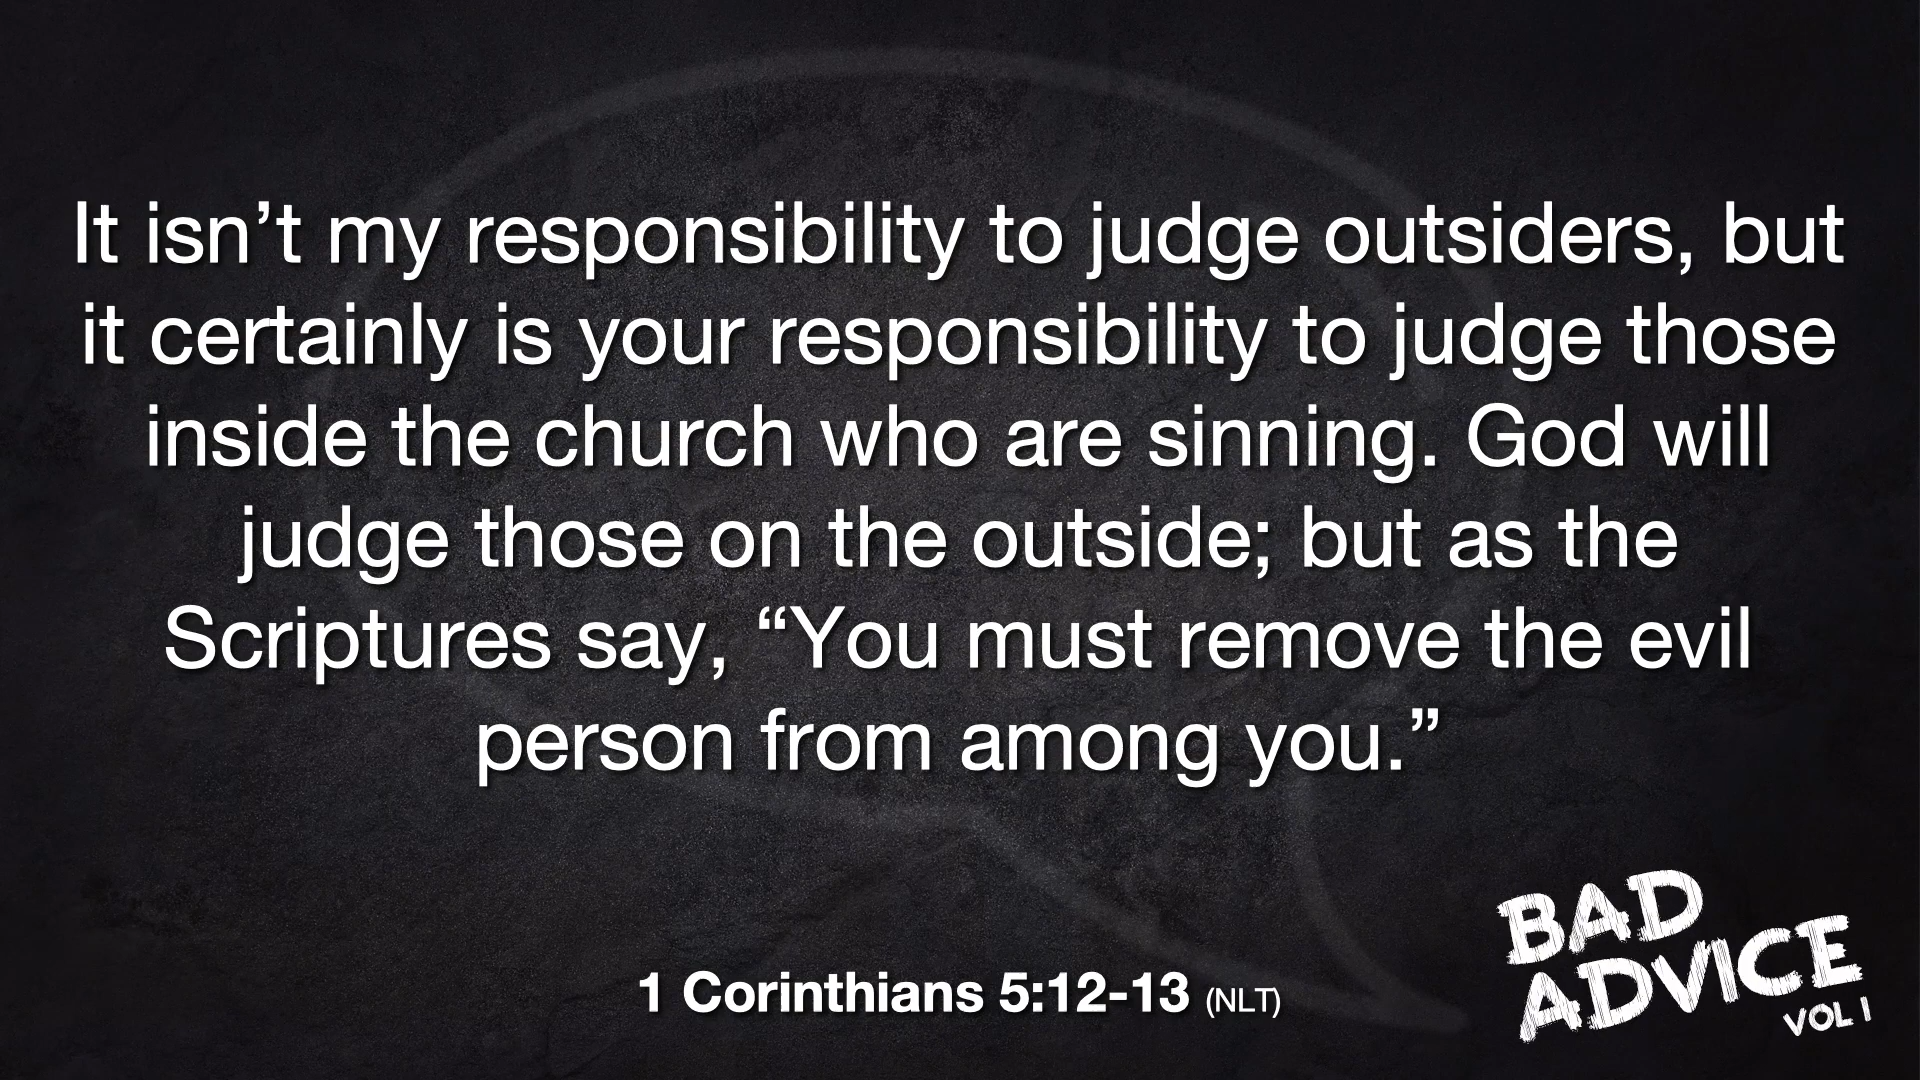 It isn’t my responsibility to judge outsiders, but
it certainly is your responsibility to judge those
inside the church who are sinning. God will
judge those on the outside; but as the
Scriptures say, “You must remove the evil
person from among you.”
1 Corinthians 5:12-13 (NLT)
BAD
ADVICE
VOL I